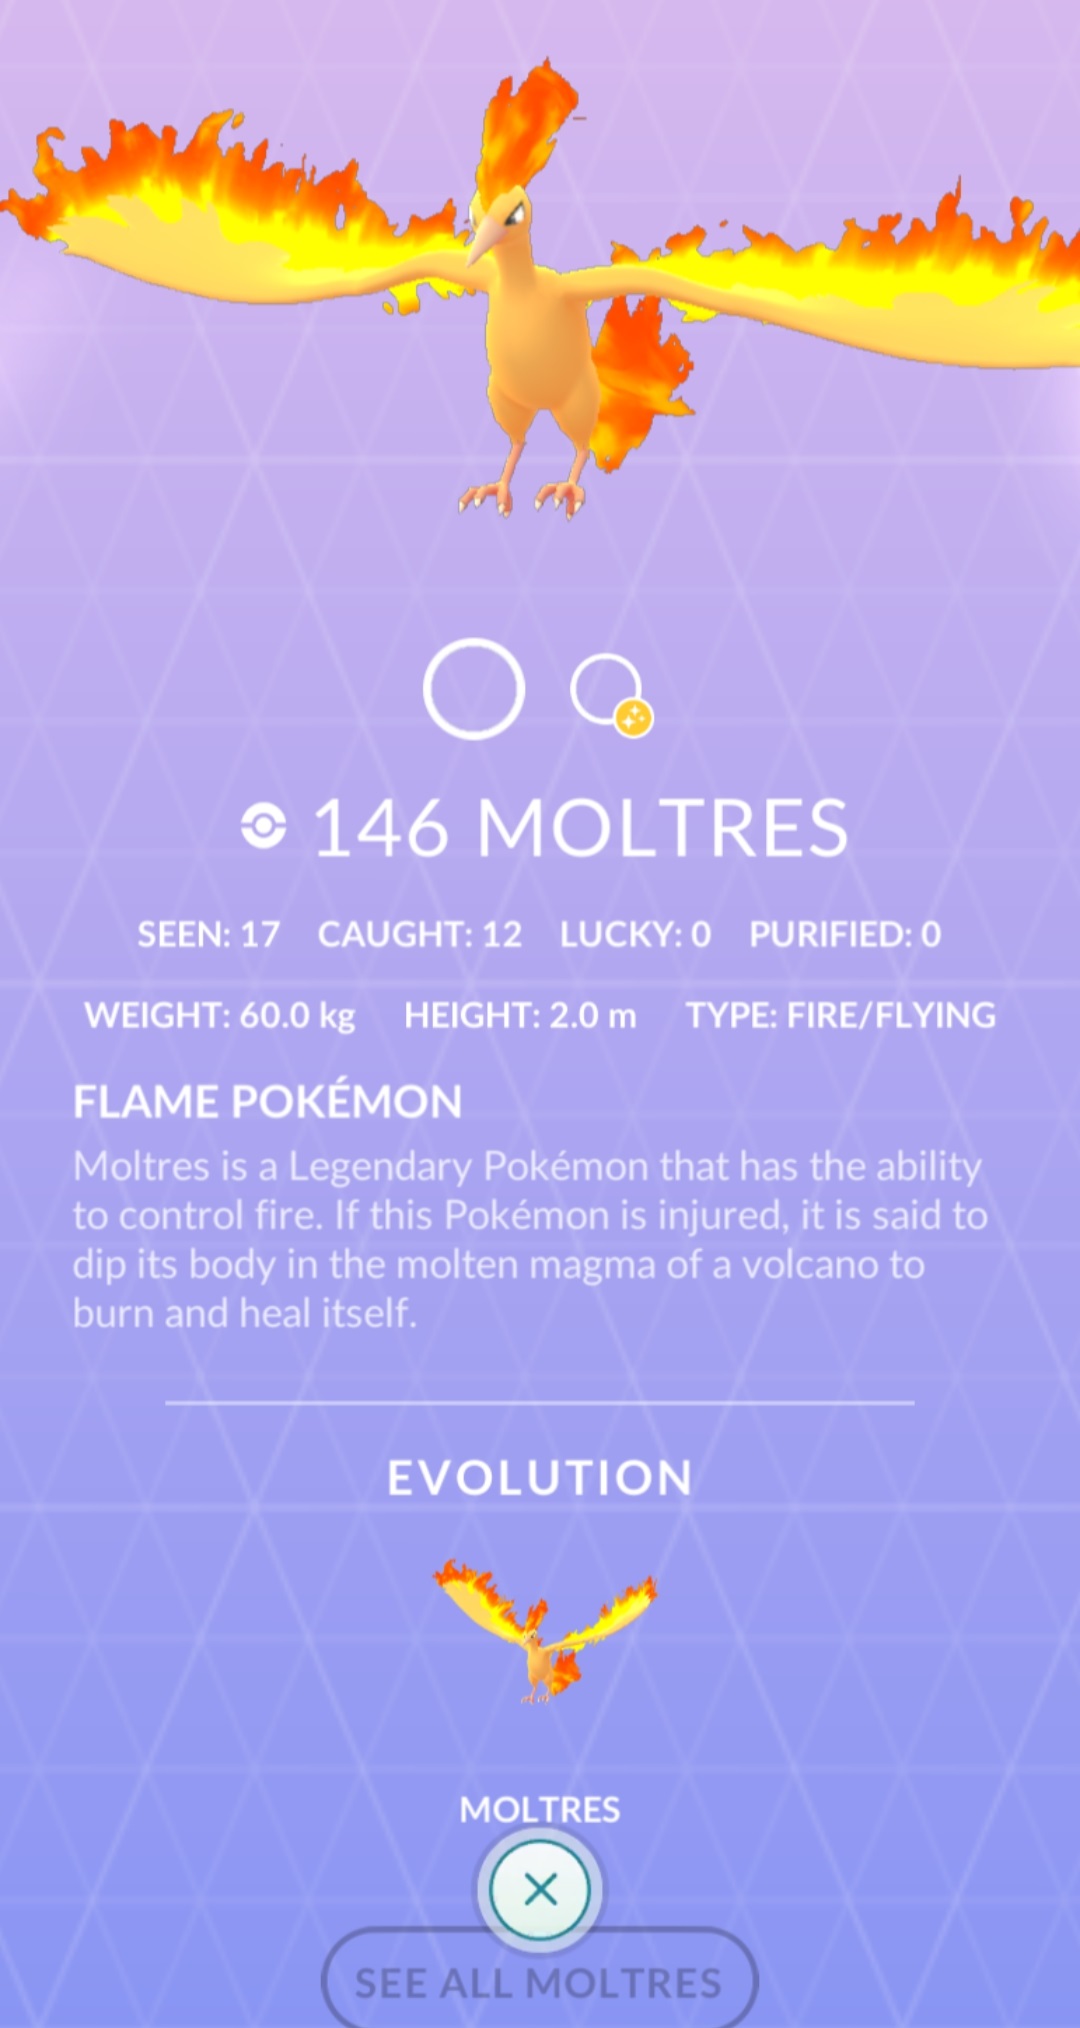 146 MOLTRES
SEEN: 17 CAUGHT: 12 LUCKY: 0 PURIFIED: 0
WEIGHT: 60.0 kg HEIGHT: 2.0 m TYPE: FIRE/FLYING
FLAME POKÉMON
Moltres is a Legendary Pokémon that has the ability
to control fire. If this Pokémon is injured, it is said to
dip its body in the molten magma of a volcano to
burn and heal itself.
EVOLUTION
MOLTRES
SEE ALL MOLTRES